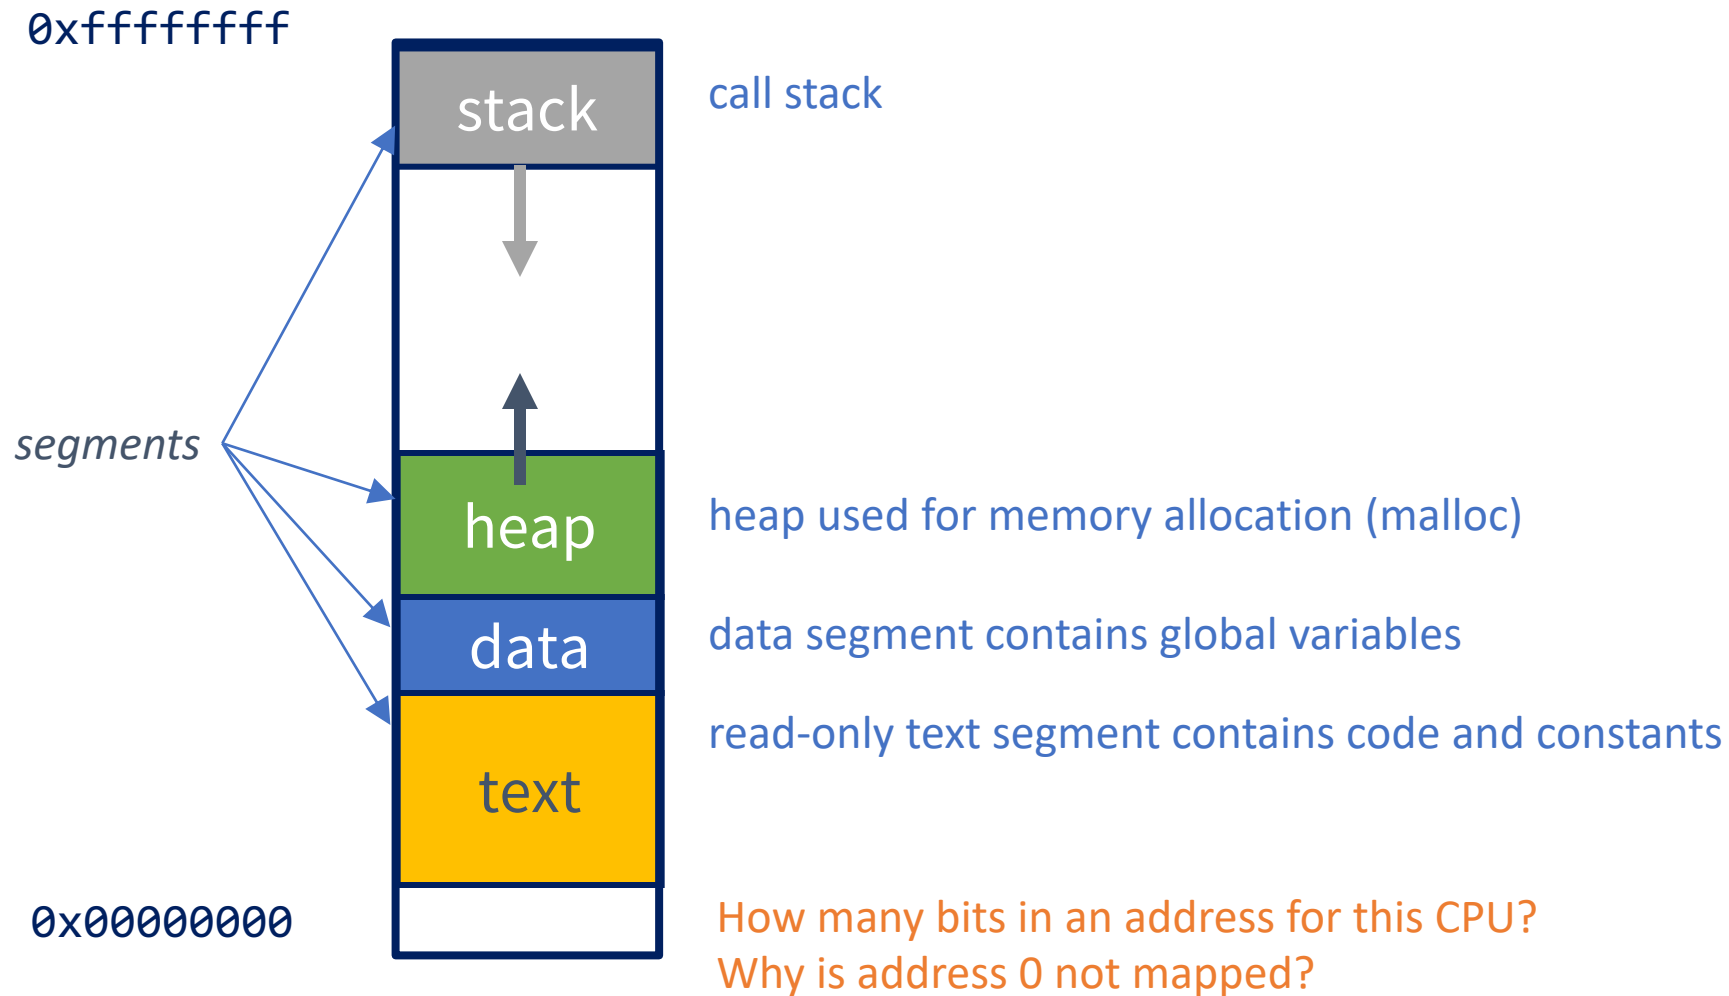 0xffffffff
stack
call stack
segments
heap
heap used for memory allocation (malloc)
data
data segment contains global variables
read-only text segment contains code and constants
text
0x00000000
How many bits in an address for this CPU?
Why is address 0 not mapped?